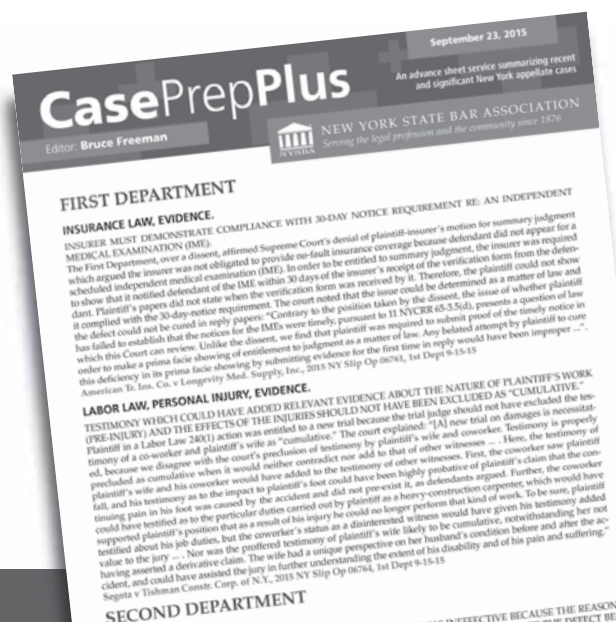 September 23, 2015
CasePrepPlus
An advance sheet service summarizing recent
and significant New York appellate cases
Editor: Bruce Freeman
NYSBA
NEW YORK STATE BAR ASSOCIATION
Serving the legal profession and the community since 1876
FIRST DEPARTMENT
INSURANCE LAW, EVIDENCE.
INSURER MUST DEMONSTRATE COMPLIANCE WITH 30-DAY NOTICE REQUIREMENT RE: AN INDEPENDENT
MEDICAL EXAMINATION (IME).
The First Department, over a dissent, affirmed Supreme Court's denial of plaintiff-insurer's motion for summary judgment
which argued the insurer was not obligated to provide no-fault insurance coverage because defendant did not appear for a
scheduled independent medical examination (IME). In order to be entitled to summary judgment, the insurer was required
to show that it notified defendant of the IME within 30 days of the insurer's receipt of the verification form from the defen-
dant. Plaintiff's papers did not state when the verification form was received by it. Therefore, the plaintiff could not show
it complied with the 30-day-notice requirement. The court noted that the issue could be determined as a matter of law and
the defect could not be cured in reply papers: "Contrary to the position taken by the dissent, the issue of whether plaintiff
has failed to establish that the notices for the IMEs were timely, pursuant to 11 NYCRR 65-3.5(d), presents a question of law
which this Court can review. Unlike the dissent, we find that plaintiff was required to submit proof of the timely notice in
order to make a prima facie showing of entitlement to judgment as a matter of law. Any belated attempt by plaintiff to cure
this deficiency in its prima facie showing by submitting evidence for the first time in reply would have been improper ...".
American Tr. Ins. Co. v Longevity Med. Supply, Inc., 2015 NY Slip Op 06761, 1st Dept 9-15-15
LABOR LAW, PERSONAL INJURY, EVIDENCE.
TESTIMONY WHICH COULD HAVE ADDED RELEVANT EVIDENCE ABOUT THE NATURE OF PLAINTIFF'S WORK
(PRE-INJURY) AND THE EFFECTS OF THE INJURIES SHOULD NOT HAVE BEEN EXCLUDED AS "CUMULATIVE."
Plaintiff in a Labor Law 240(1) action was entitled to a new trial because the trial judge should not have excluded the tes-
timony of a co-worker and plaintiff's wife as "cumulative." The court explained: "[A] new trial on damages is necessitat-
ed, because we disagree with the court's preclusion of testimony by plaintiff's wife and coworker. Testimony is properly
precluded as cumulative when it would neither contradict nor add to that of other witnesses ... . Here, the testimony of
plaintiff's wife and his coworker would have added to the testimony of other witnesses. First, the coworker saw plaintiff
fall, and his testimony as to the impact to plaintiff's foot could have been highly probative of plaintiff's claim that the con-
tinuing pain in his foot was caused by the accident and did not pre-exist it, as defendants argued. Further, the coworker
could have testified as to the particular duties carried out by plaintiff as a heavy-construction carpenter, which would have
supported plaintiff's position that as a result of his injury he could no longer perform that kind of work. To be sure, plaintiff
testified about his job duties, but the coworker's status as a disinterested witness would have given his testimony added
value to the jury ... . Nor was the proffered testimony of plaintiff's wife likely to be cumulative, notwithstanding her not
having asserted a derivative claim. The wife had a unique perspective on her husband's condition before and after the ac-
cident, and could have assisted the jury in further understanding the extent of his disability and of his pain and suffering."
Segota v Tishman Constr. Corp. of N.Y., 2015 NY Slip Op 06764, 1st Dept 9-15-15
SECOND DEPARTMENT
INEFFECTIVE BECAUSE THE REASON
DEFECT BE